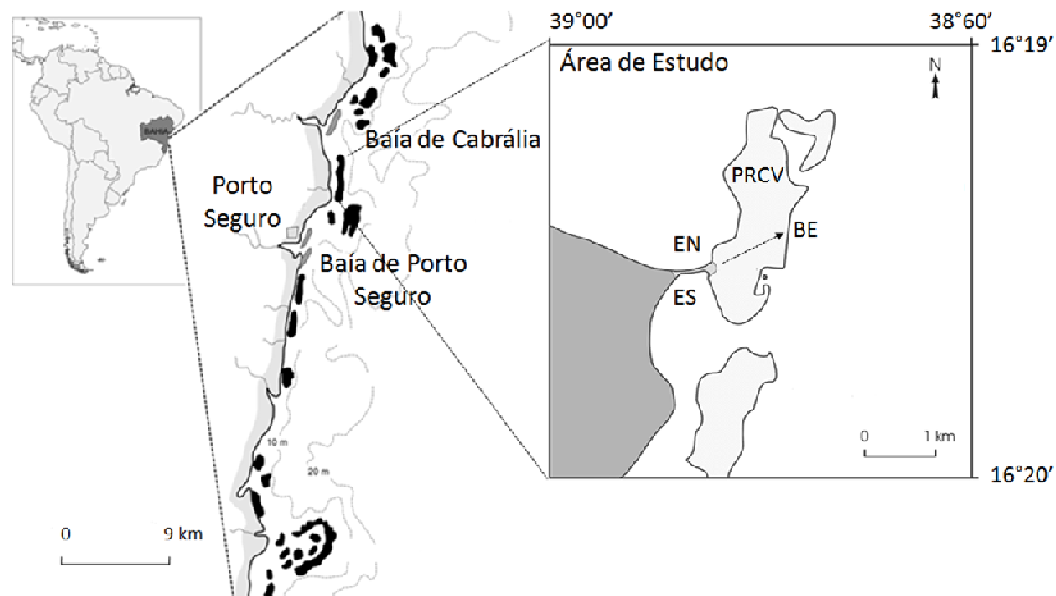 BAHIA
Baía de Cabrália
Porto
Seguro
Baía de Porto
Seguro
10 m
20 m
0 9 km
39°00’ 38°60’
16°19’
Área de Estudo
N
PRCV
EN
BE
ES
0 1 km
16°20’